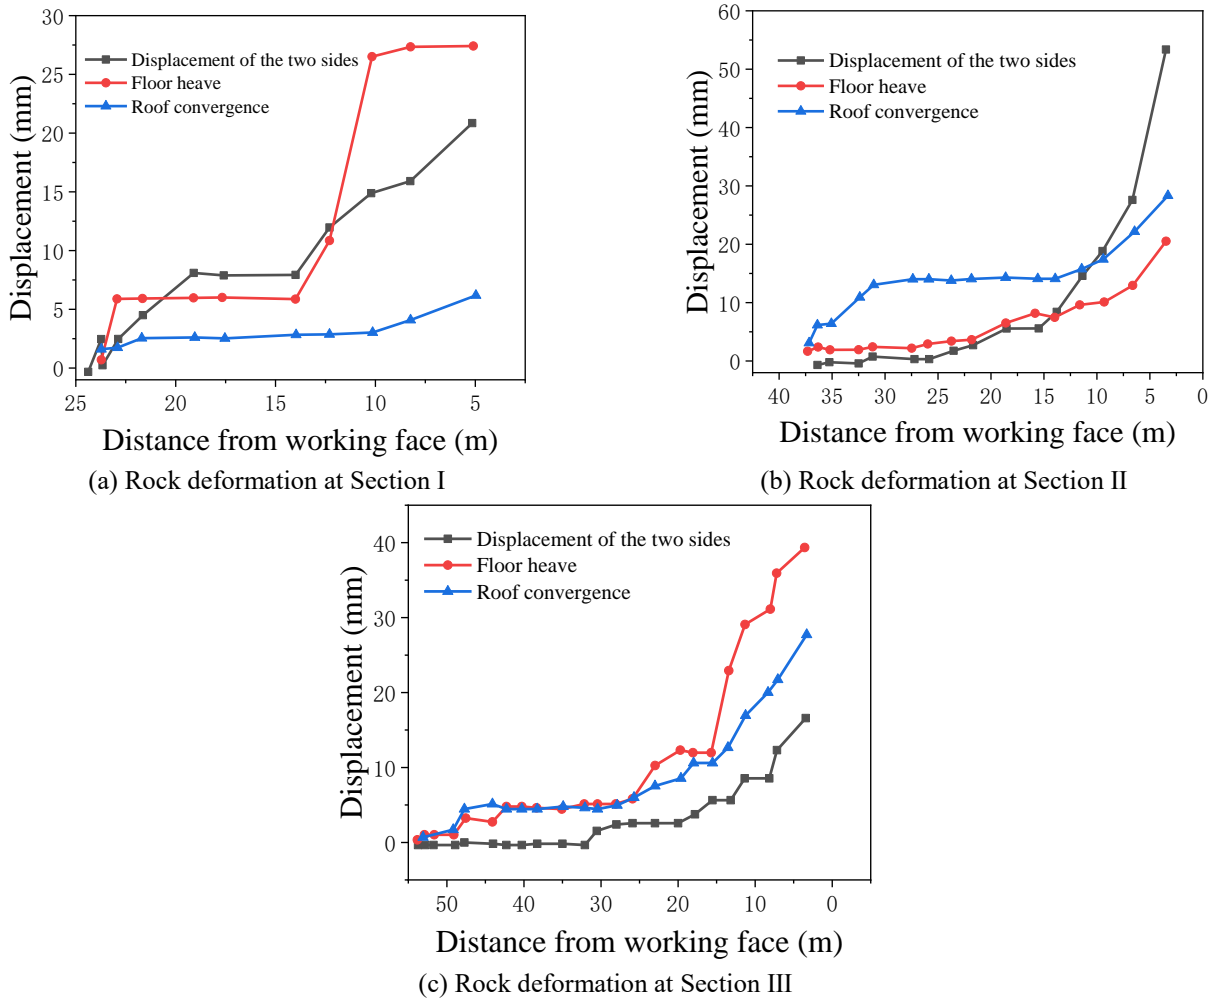 30
25
20
15
10
5
0
Displacement (mm)
Displacement of the two sides
Floor heave
Roof convergence
25
20
15
10
5
Distance from working face (m)
(a) Rock deformation at Section I
60
50
40
30
20
10
0
Displacement (mm)
Displacement of the two sides
Floor heave
Roof convergence
40
35
30
25
20
15
10
5
0
Distance from working face (m)
(b) Rock deformation at Section II
40
30
20
10
0
Displacement (mm)
Displacement of the two sides
Floor heave
Roof convergence
50
40
30
20
10
0
Distance from working face (m)
(c) Rock deformation at Section III